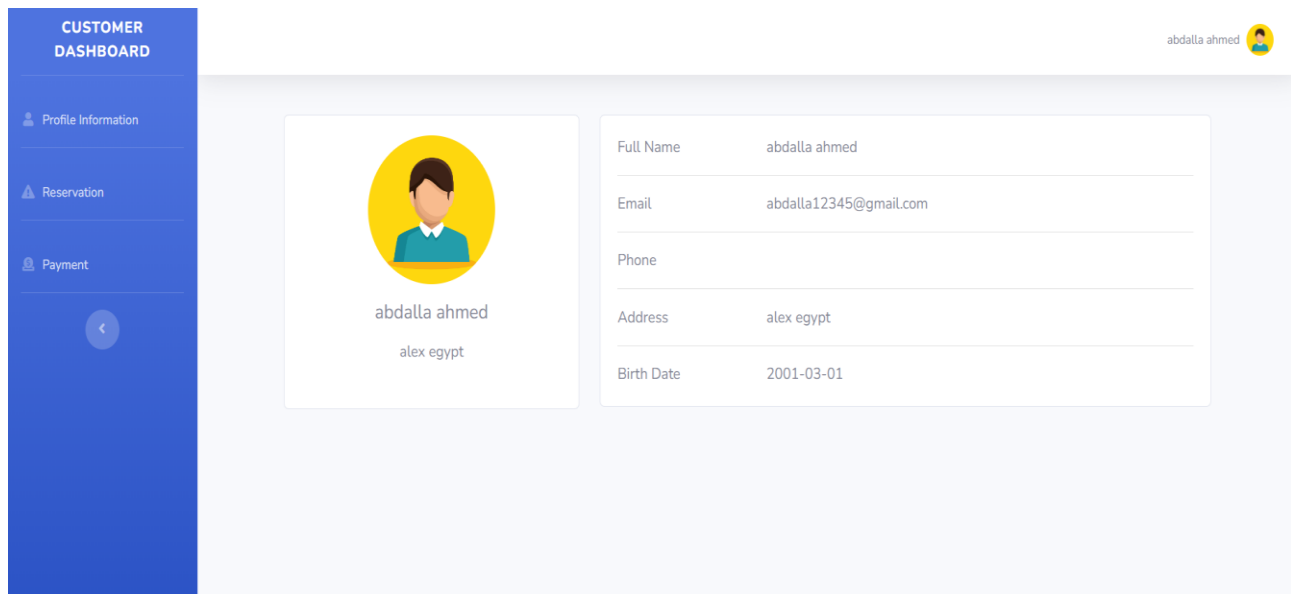 CUSTOMER
DASHBOARD
Profile Information
Reservation
Payment
abdalla ahmed
abdalla ahmed
alex egypt
Full Name abdalla ahmed
Email abdalla12345@gmail.com
Phone
Address alex egypt
Birth Date 2001-03-01